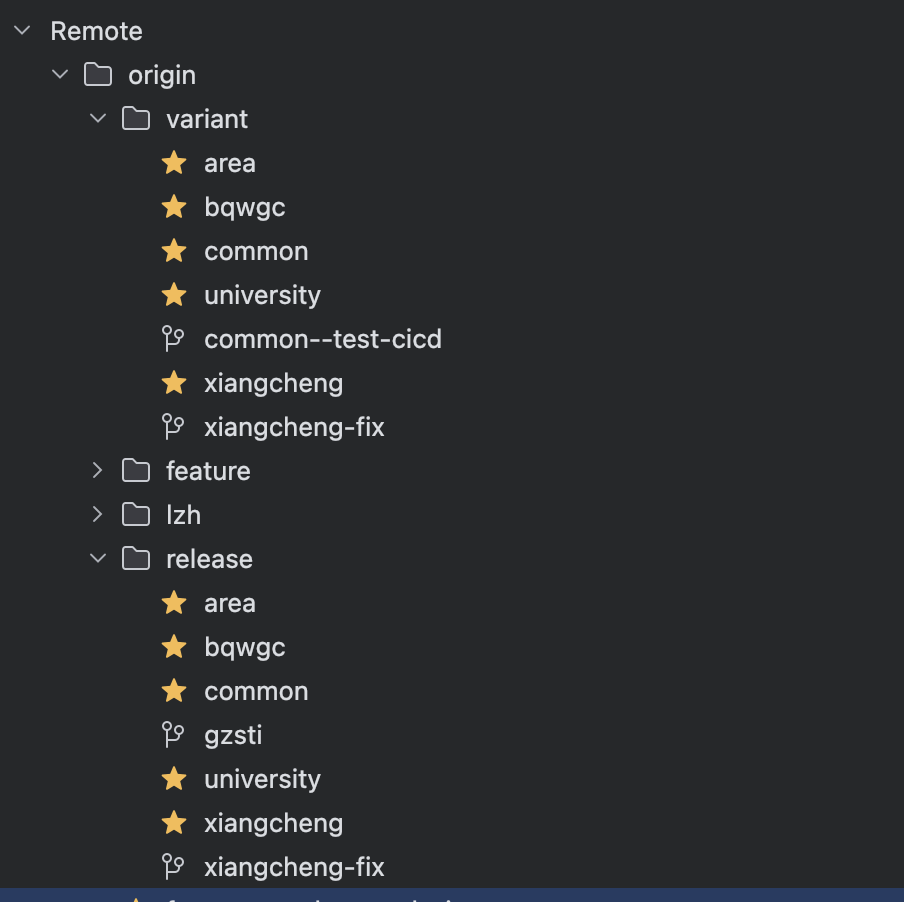 Remote
origin
variant
area
bqwgc
common
university
common--test-cicd
xiangcheng
xiangcheng-fix
feature
lzh
release
area
bqwgc
common
gzsti
university
xiangcheng
xiangcheng-fix